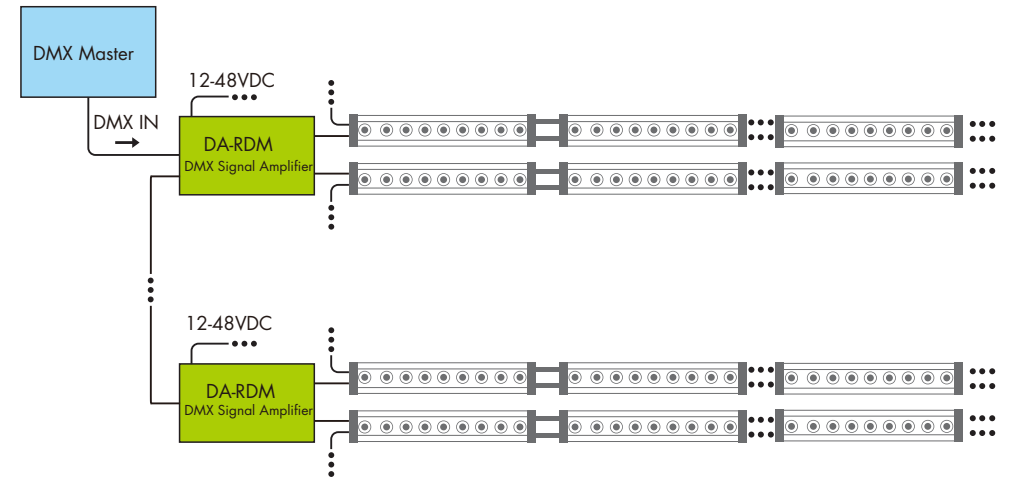 DMX Master
12-48VDC
DMX IN
DA-RDM
DMX Signal Amplifier
12-48VDC
DA-RDM
DMX Signal Amplifier